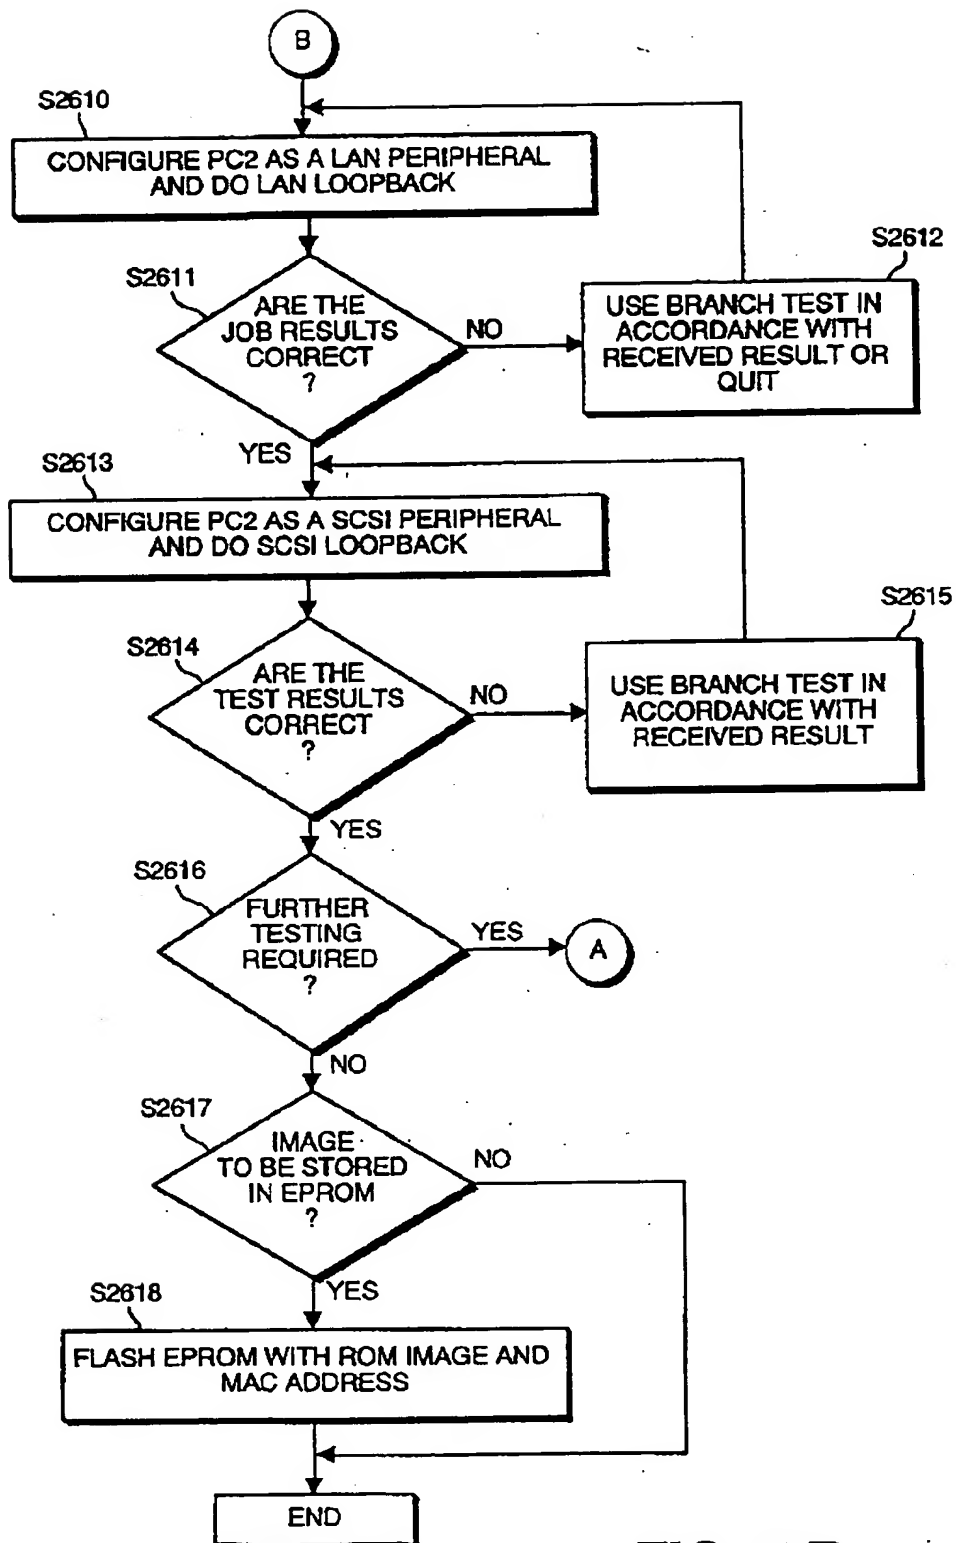 B
S2610
CONFIGURE PC2 AS A LAN PERIPHERAL
AND DO LAN LOOPBACK
S2611
ARE THE
JOB RESULTS
CORRECT
?
NO
S2612
USE BRANCH TEST IN
ACCORDANCE WITH
RECEIVED RESULT OR
QUIT
YES
S2613
CONFIGURE PC2 AS A SCSI PERIPHERAL
AND DO SCSI LOOPBACK
S2614
ARE THE
TEST RESULTS
CORRECT
?
NO
S2615
USE BRANCH TEST IN
ACCORDANCE WITH
RECEIVED RESULT
YES
S2616
FURTHER
TESTING
REQUIRED
?
YES
A
NO
S2617
IMAGE
TO BE STORED
IN EPROM
?
NO
YES
S2618
FLASH EPROM WITH ROM IMAGE AND
MAC ADDRESS
END